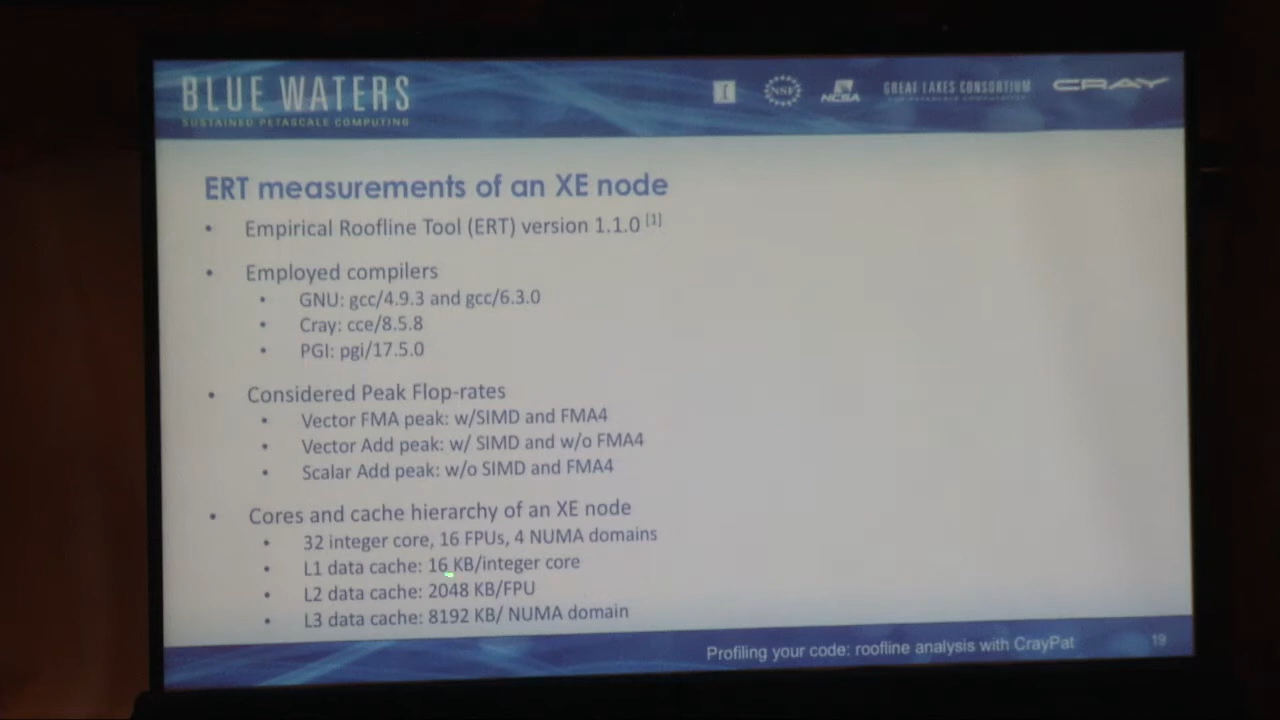 BLUE WATERS
SUSTAINED PETASCALE COMPUTING
I
NSF
NCSA
GREAT LAKES CONSORTIUM
FOR PETASCALE COMPUTATION
CRAY
ERT measurements of an XE node
• Empirical Roofline Tool (ERT) version 1.1.0 [1]
• Employed compilers
• GNU: gcc/4.9.3 and gcc/6.3.0
• Cray: cce/8.5.8
• PGI: pgi/17.5.0
• Considered Peak Flop-rates
• Vector FMA peak: w/SIMD and FMA4
• Vector Add peak: w/ SIMD and w/o FMA4
• Scalar Add peak: w/o SIMD and FMA4
• Cores and cache hierarchy of an XE node
• 32 integer core, 16 FPUs, 4 NUMA domains
• L1 data cache: 16 KB/integer core
• L2 data cache: 2048 KB/FPU
• L3 data cache: 8192 KB/ NUMA domain
Profiling your code: roofline analysis with CrayPat
19